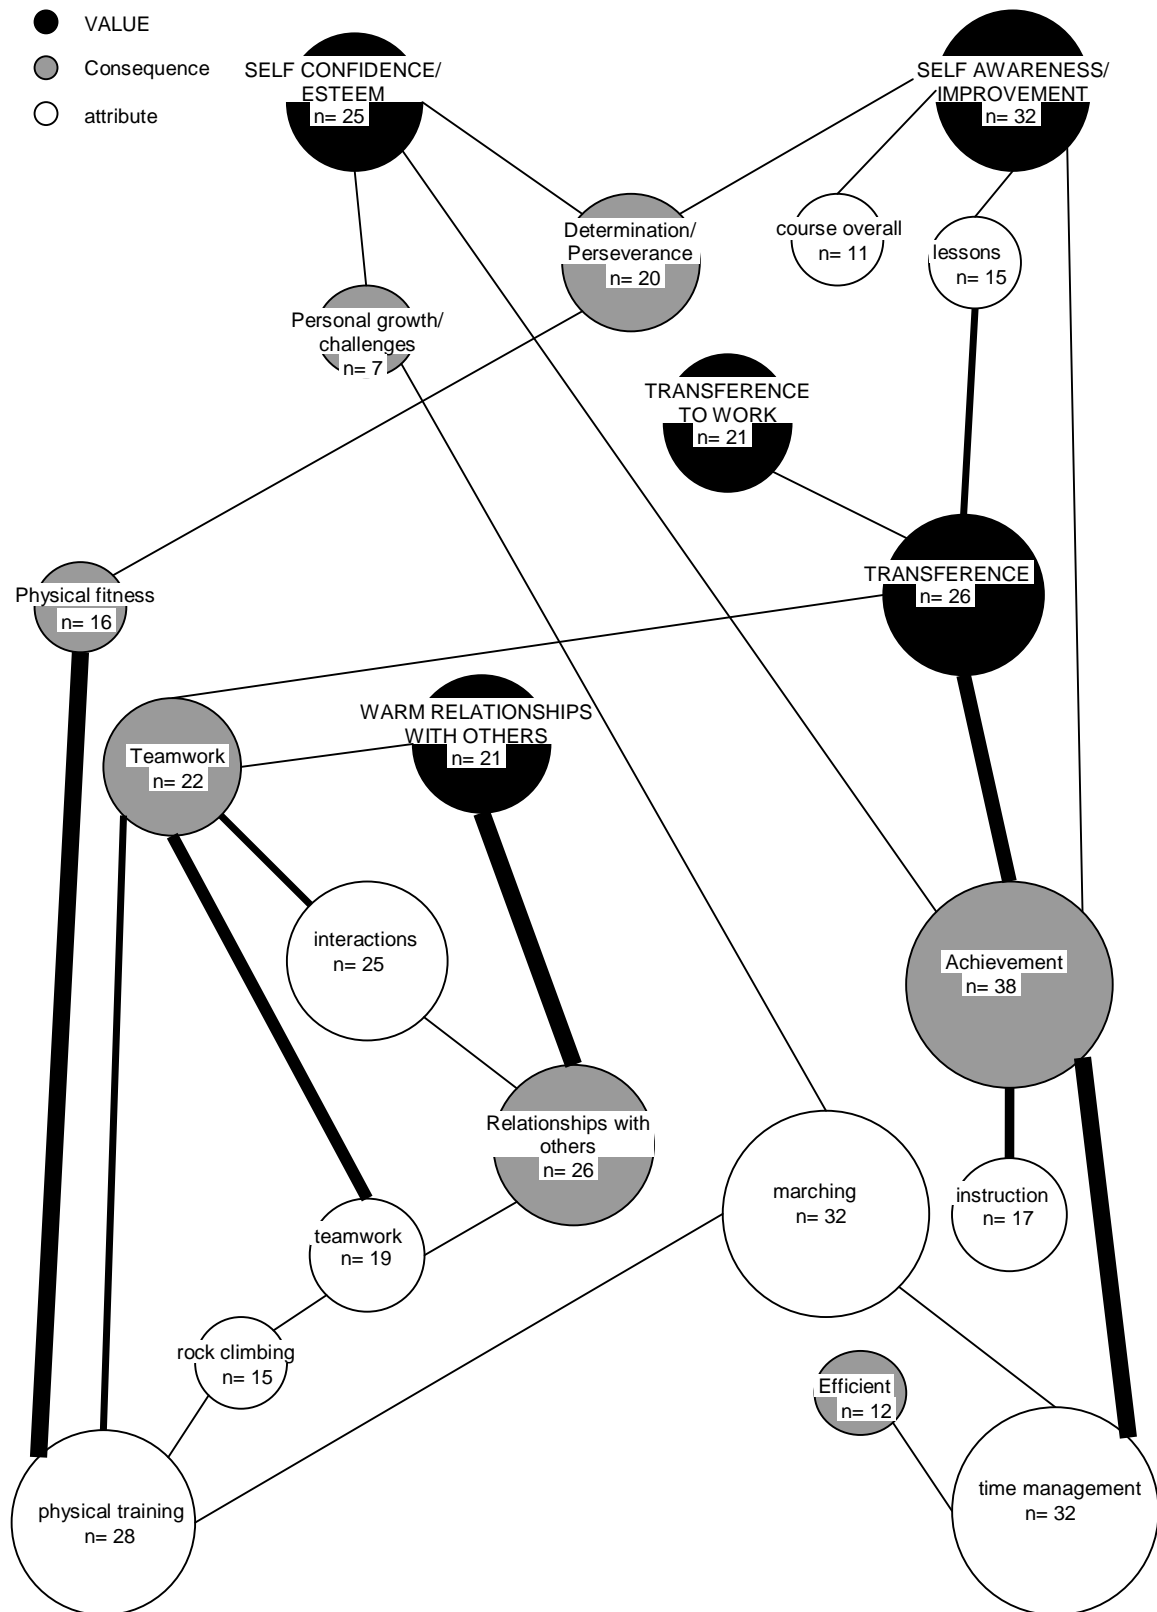 VALUE
Consequence
attribute
SELF CONFIDENCE/
ESTEEM
n= 25
SELF AWARENESS/
IMPROVEMENT
n= 32
Determination/
Perseverance
n= 20
course overall
n= 11
lessons
n= 15
Personal growth/
challenges
n= 7
TRANSFERENCE
TO WORK
n= 21
TRANSFERENCE
n= 26
Physical fitness
n= 16
WARM RELATIONSHIPS
WITH OTHERS
n= 21
Teamwork
n= 22
interactions
n= 25
Achievement
n= 38
Relationships with
others
n= 26
marching
n= 32
instruction
n= 17
teamwork
n= 19
rock climbing
n= 15
Efficient
n= 12
physical training
n= 28
time management
n= 32